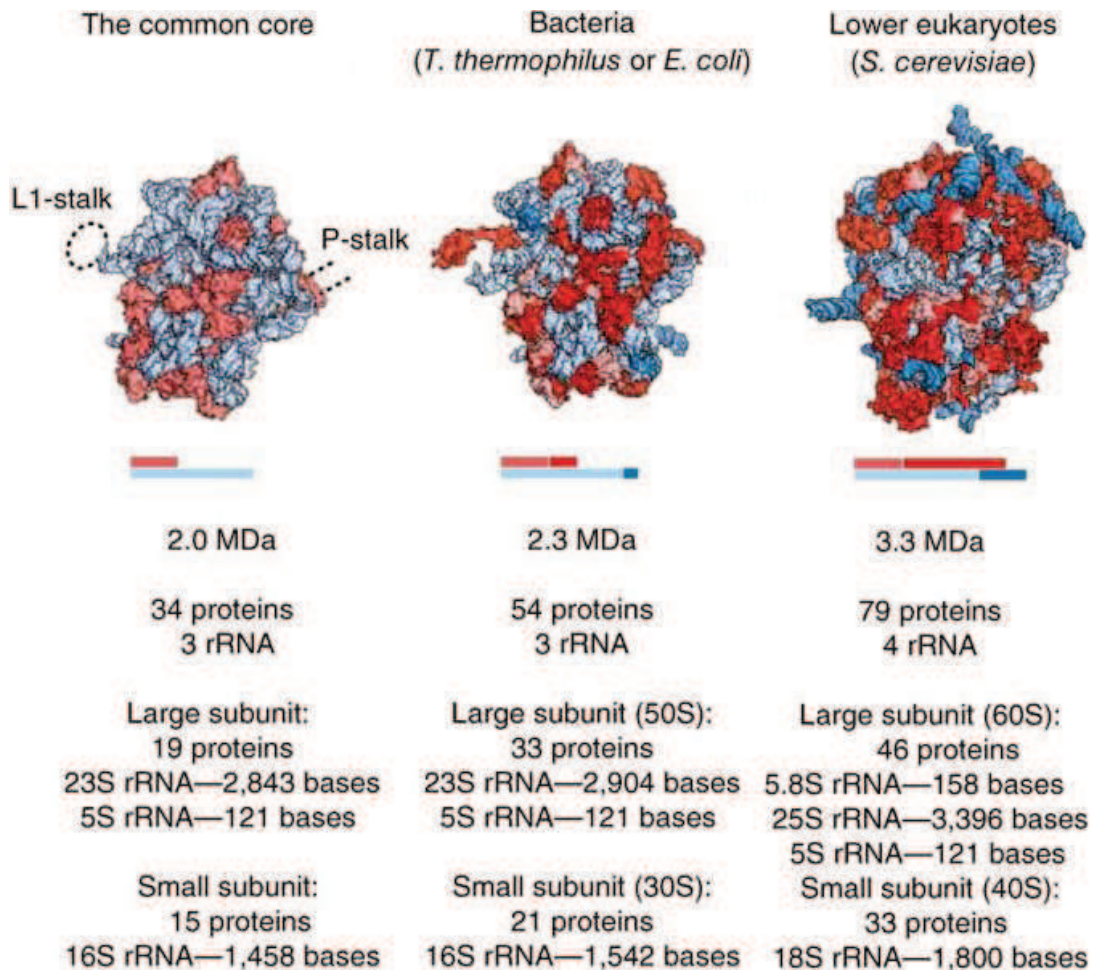 The common core
Bacteria
(T. thermophilus or E. coli)
Lower eukaryotes
(S. cerevisiae)
L1-stalk
P-stalk
2.0 MDa
2.3 MDa
3.3 MDa
34 proteins
3 rRNA
54 proteins
3 rRNA
79 proteins
4 rRNA
Large subunit:
19 proteins
23S rRNA—2,843 bases
5S rRNA—121 bases
Large subunit (50S):
33 proteins
23S rRNA—2,904 bases
5S rRNA—121 bases
Large subunit (60S):
46 proteins
5.8S rRNA—158 bases
25S rRNA—3,396 bases
5S rRNA—121 bases
Small subunit:
15 proteins
16S rRNA—1,458 bases
Small subunit (30S):
21 proteins
16S rRNA—1,542 bases
Small subunit (40S):
33 proteins
18S rRNA—1,800 bases